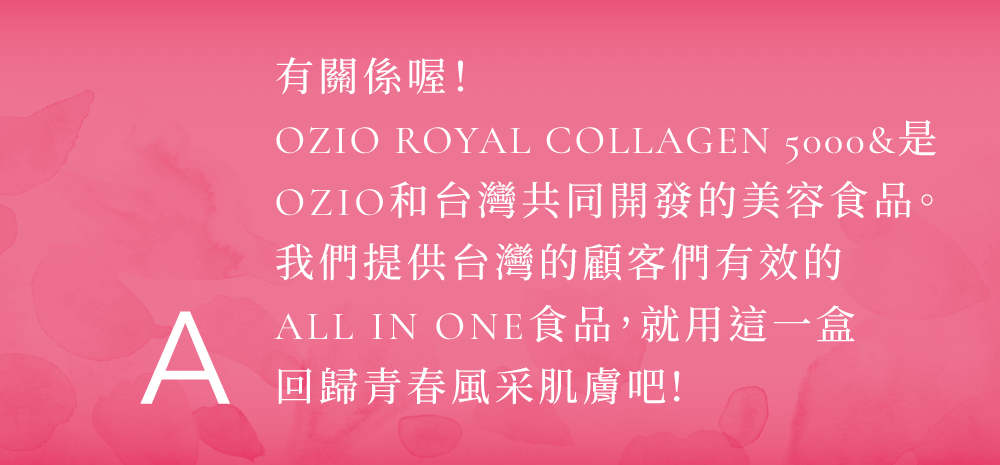 有關係喔！
OZIO ROYAL COLLAGEN 5000&是
OZIO和台灣共同開發的美容食品。
我們提供台灣的顧客們有效的
ALL IN ONE食品，就用這一盒
回歸青春風采肌膚吧！
A